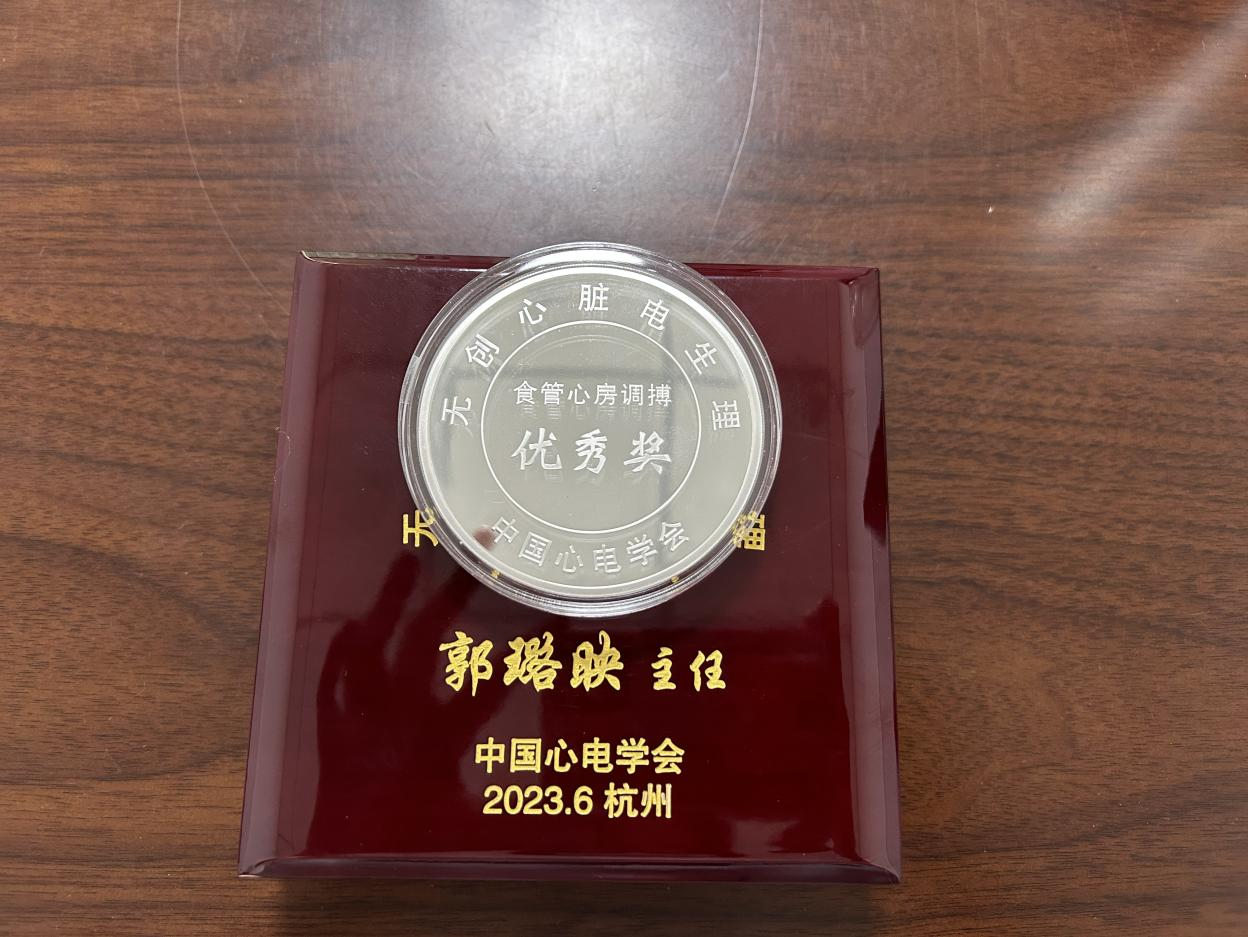 无创心脏电生理
食管心房调搏
优秀奖
中国心电学会
无
郭璐映 主任
中国心电学会
2023.6 杭州